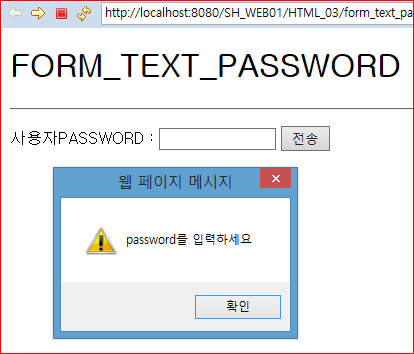 http://localhost:8080/SH_WEB01/HTML_03/form_text_pa
FORM_TEXT_PASSWORD
사용자PASSWORD : 전송
웹 페이지 메시지
password를 입력하세요
확인